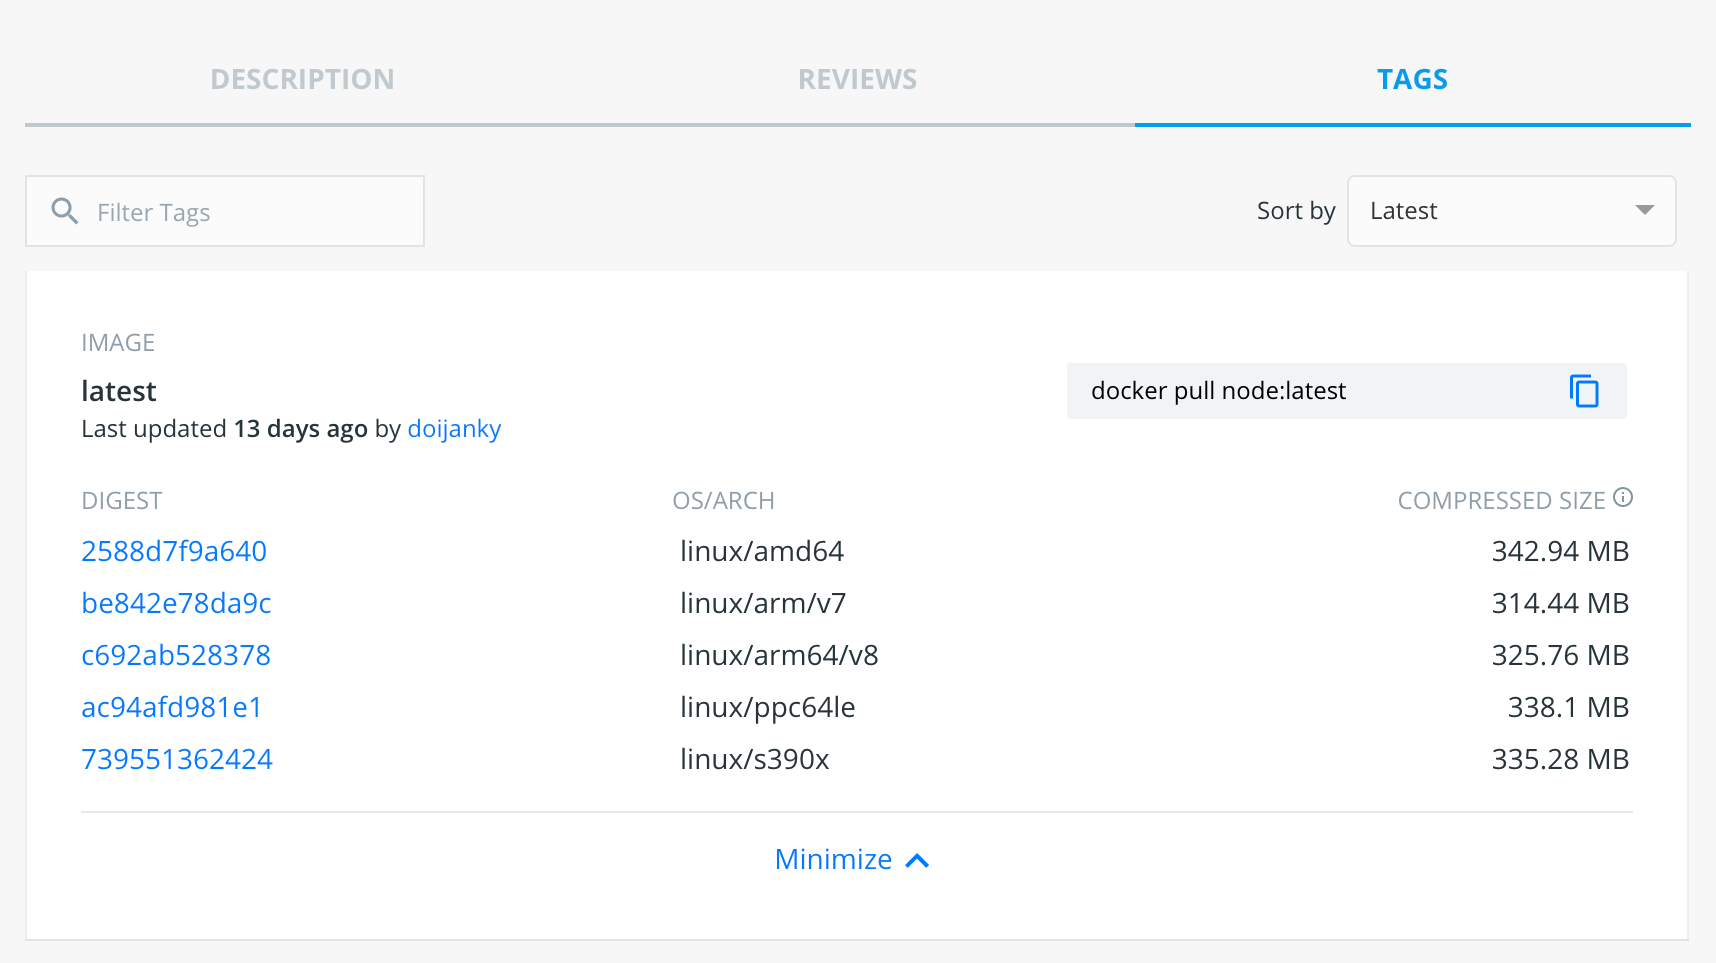 DESCRIPTION REVIEWS TAGS
Filter Tags Sort by Latest
IMAGE
latest
docker pull node:latest
Last updated 13 days ago by doijanky
DIGEST OS/ARCH COMPRESSED SIZE
2588d7f9a640 linux/amd64 342.94 MB
be842e78da9c linux/arm/v7 314.44 MB
c692ab528378 linux/arm64/v8 325.76 MB
ac94afd981e1 linux/ppc64le 338.1 MB
739551362424 linux/s390x 335.28 MB
Minimize